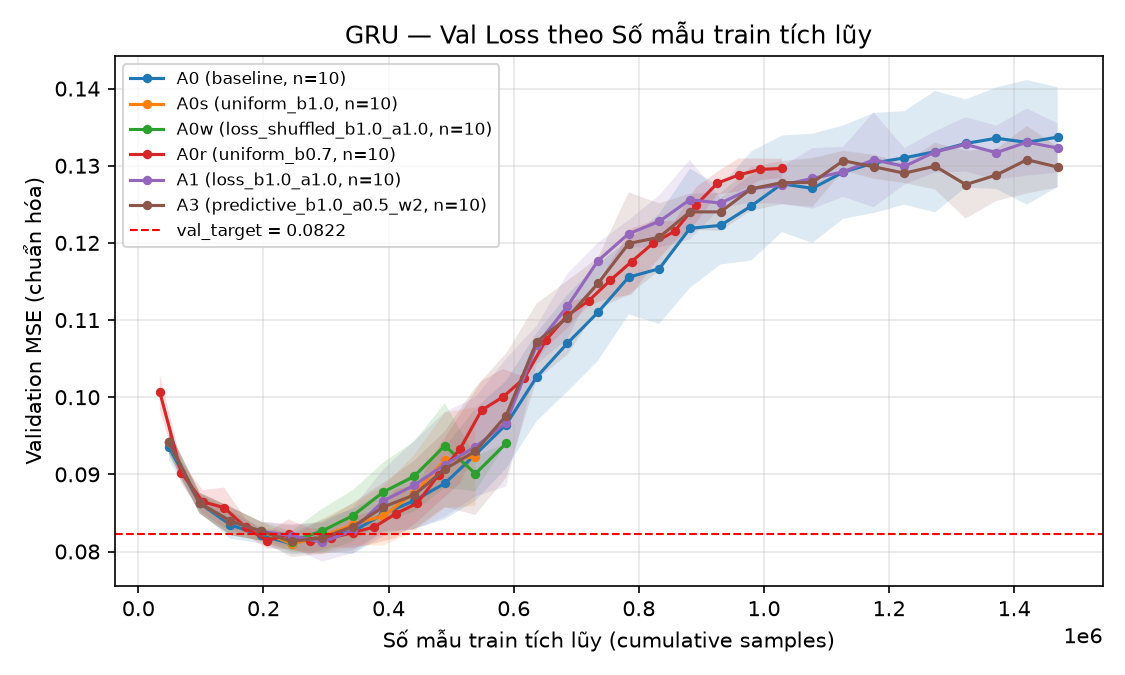 GRU — Val Loss theo Số mẫu train tích lũy
A0 (baseline, n=10)
A0s (uniform_b1.0, n=10)
A0w (loss_shuffled_b1.0_a1.0, n=10)
A0r (uniform_b0.7, n=10)
A1 (loss_b1.0_a1.0, n=10)
A3 (predictive_b1.0_a0.5_w2, n=10)
val_target = 0.0822
Validation MSE (chuẩn hóa)
0.14
0.13
0.12
0.11
0.10
0.09
0.08
0.0 0.2 0.4 0.6 0.8 1.0 1.2 1.4
1e6
Số mẫu train tích lũy (cumulative samples)